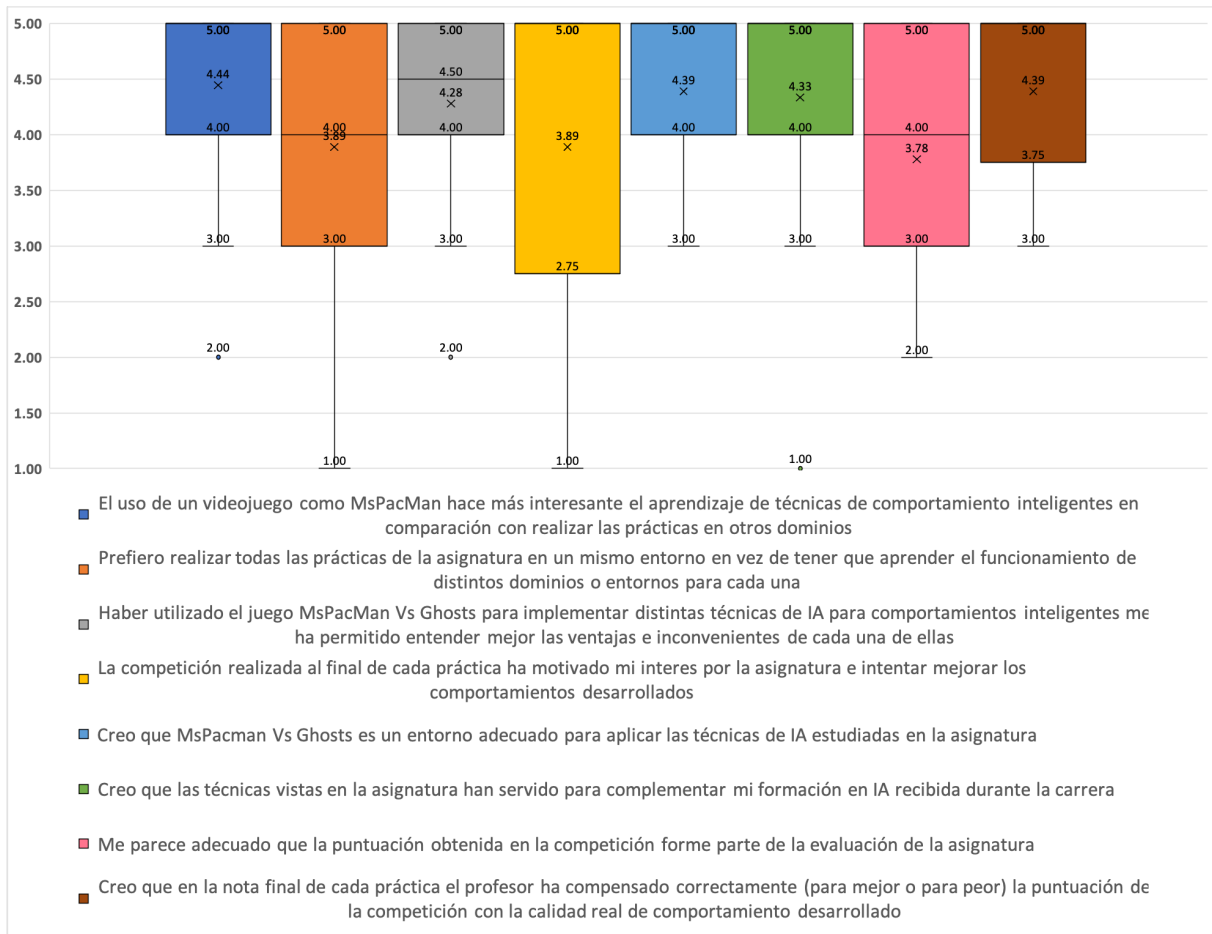 5.00
5.00 5.00 5.00 5.00 5.00 5.00 5.00 5.00
4.50
4.50
4.44 4.39 4.33 4.39
4.28
4.00
4.00 4.00 4.00 4.00 4.00 4.00
3.89 3.89 3.78 3.75
3.50
3.00
3.00 3.00 3.00 3.00 3.00 3.00 3.00
2.75
2.50
2.00
2.00 2.00 2.00
1.50
1.00
1.00 1.00 1.00
El uso de un videojuego como MsPacMan hace más interesante el aprendizaje de técnicas de comportamiento inteligentes en
comparación con realizar las prácticas en otros dominios
Prefiero realizar todas las prácticas de la asignatura en un mismo entorno en vez de tener que aprender el funcionamiento de
distintos dominios o entornos para cada una
Haber utilizado el juego MsPacMan Vs Ghosts para implementar distintas técnicas de IA para comportamientos inteligentes me
ha permitido entender mejor las ventajas e inconvenientes de cada una de ellas
La competición realizada al final de cada práctica ha motivado mi interes por la asignatura e intentar mejorar los
comportamientos desarrollados
Creo que MsPacman Vs Ghosts es un entorno adecuado para aplicar las técnicas de IA estudiadas en la asignatura
Creo que las técnicas vistas en la asignatura han servido para complementar mi formación en IA recibida durante la carrera
Me parece adecuado que la puntuación obtenida en la competición forme parte de la evaluación de la asignatura
Creo que en la nota final de cada práctica el profesor ha compensado correctamente (para mejor o para peor) la puntuación de
la competición con la calidad real de comportamiento desarrollado